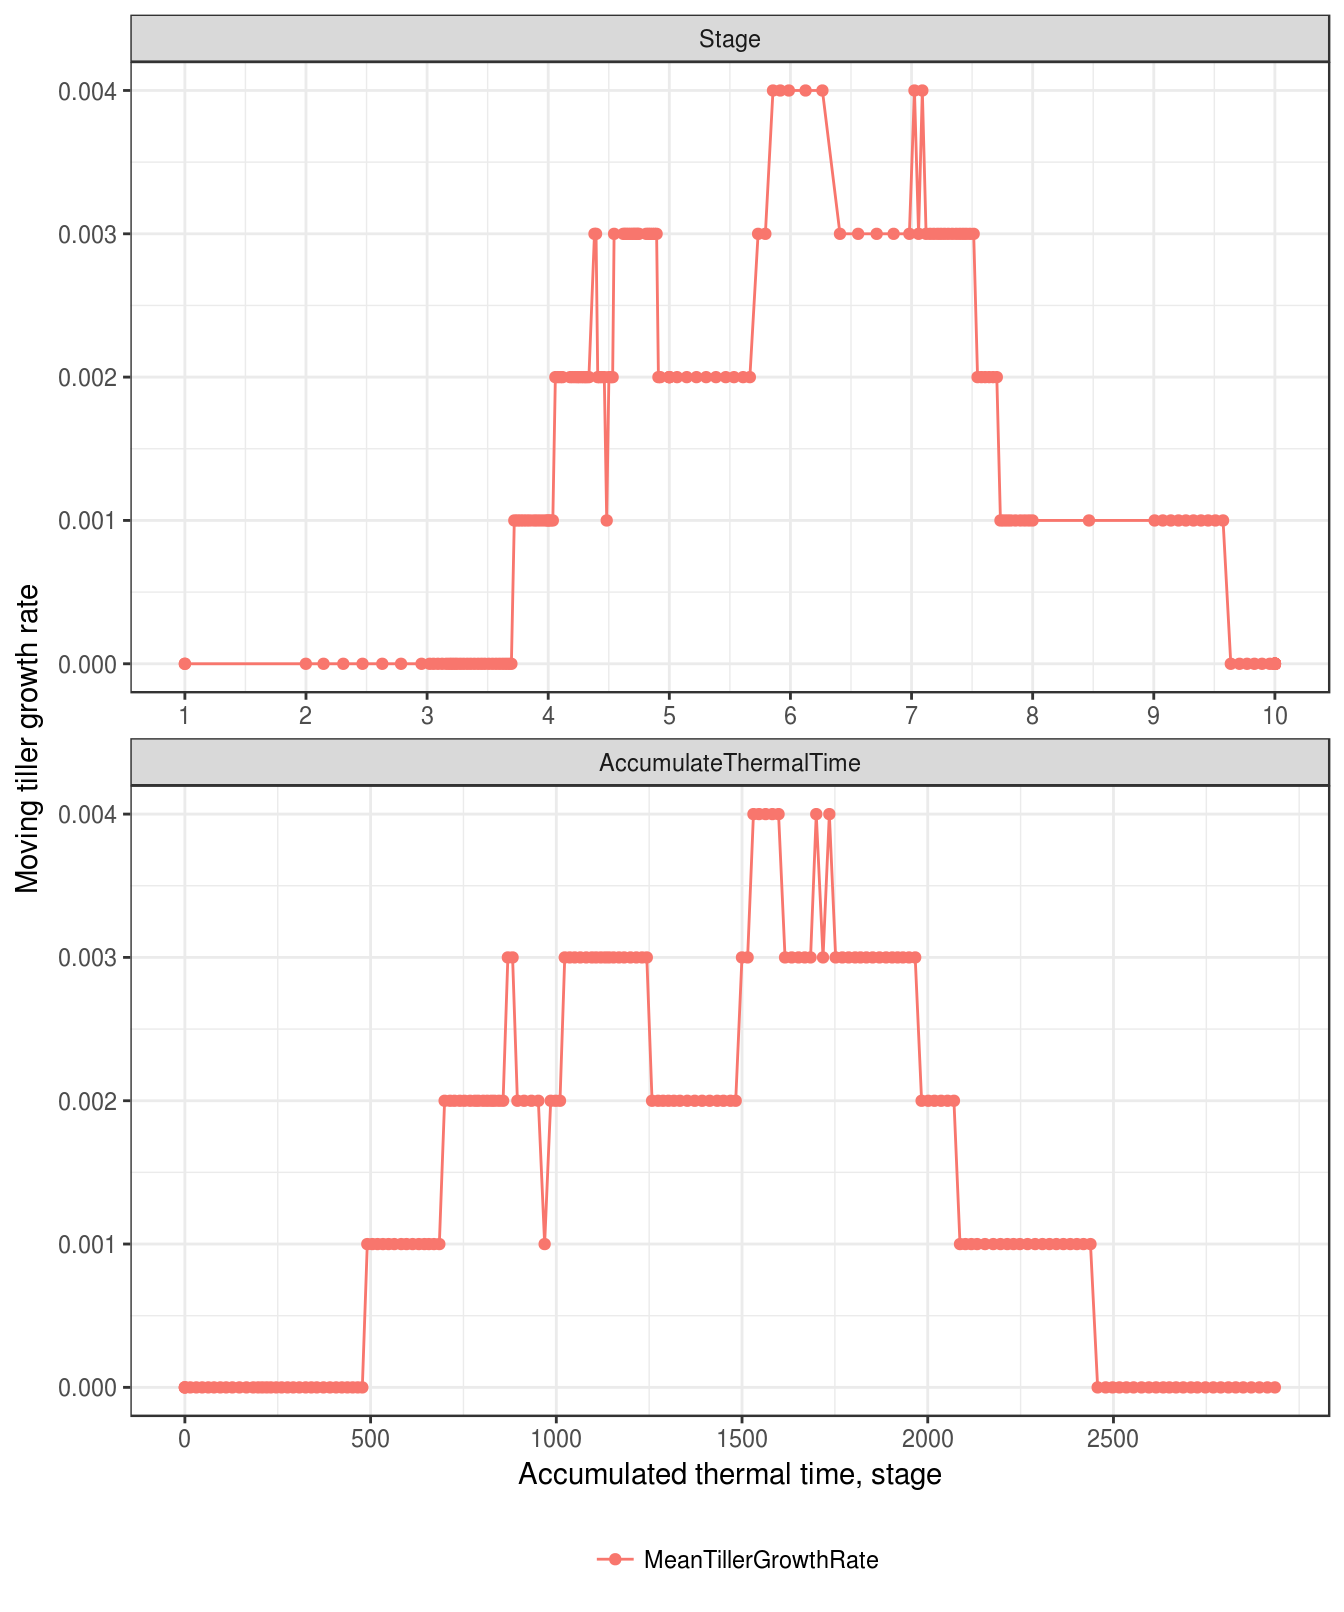 Stage
0.004
0.003
0.002
0.001
0.000
1 2 3 4 5 6 7 8 9 10
Moving tiller growth rate
AccumulateThermalTime
0.004
0.003
0.002
0.001
0.000
0 500 1000 1500 2000 2500
Accumulated thermal time, stage
MeanTillerGrowthRate